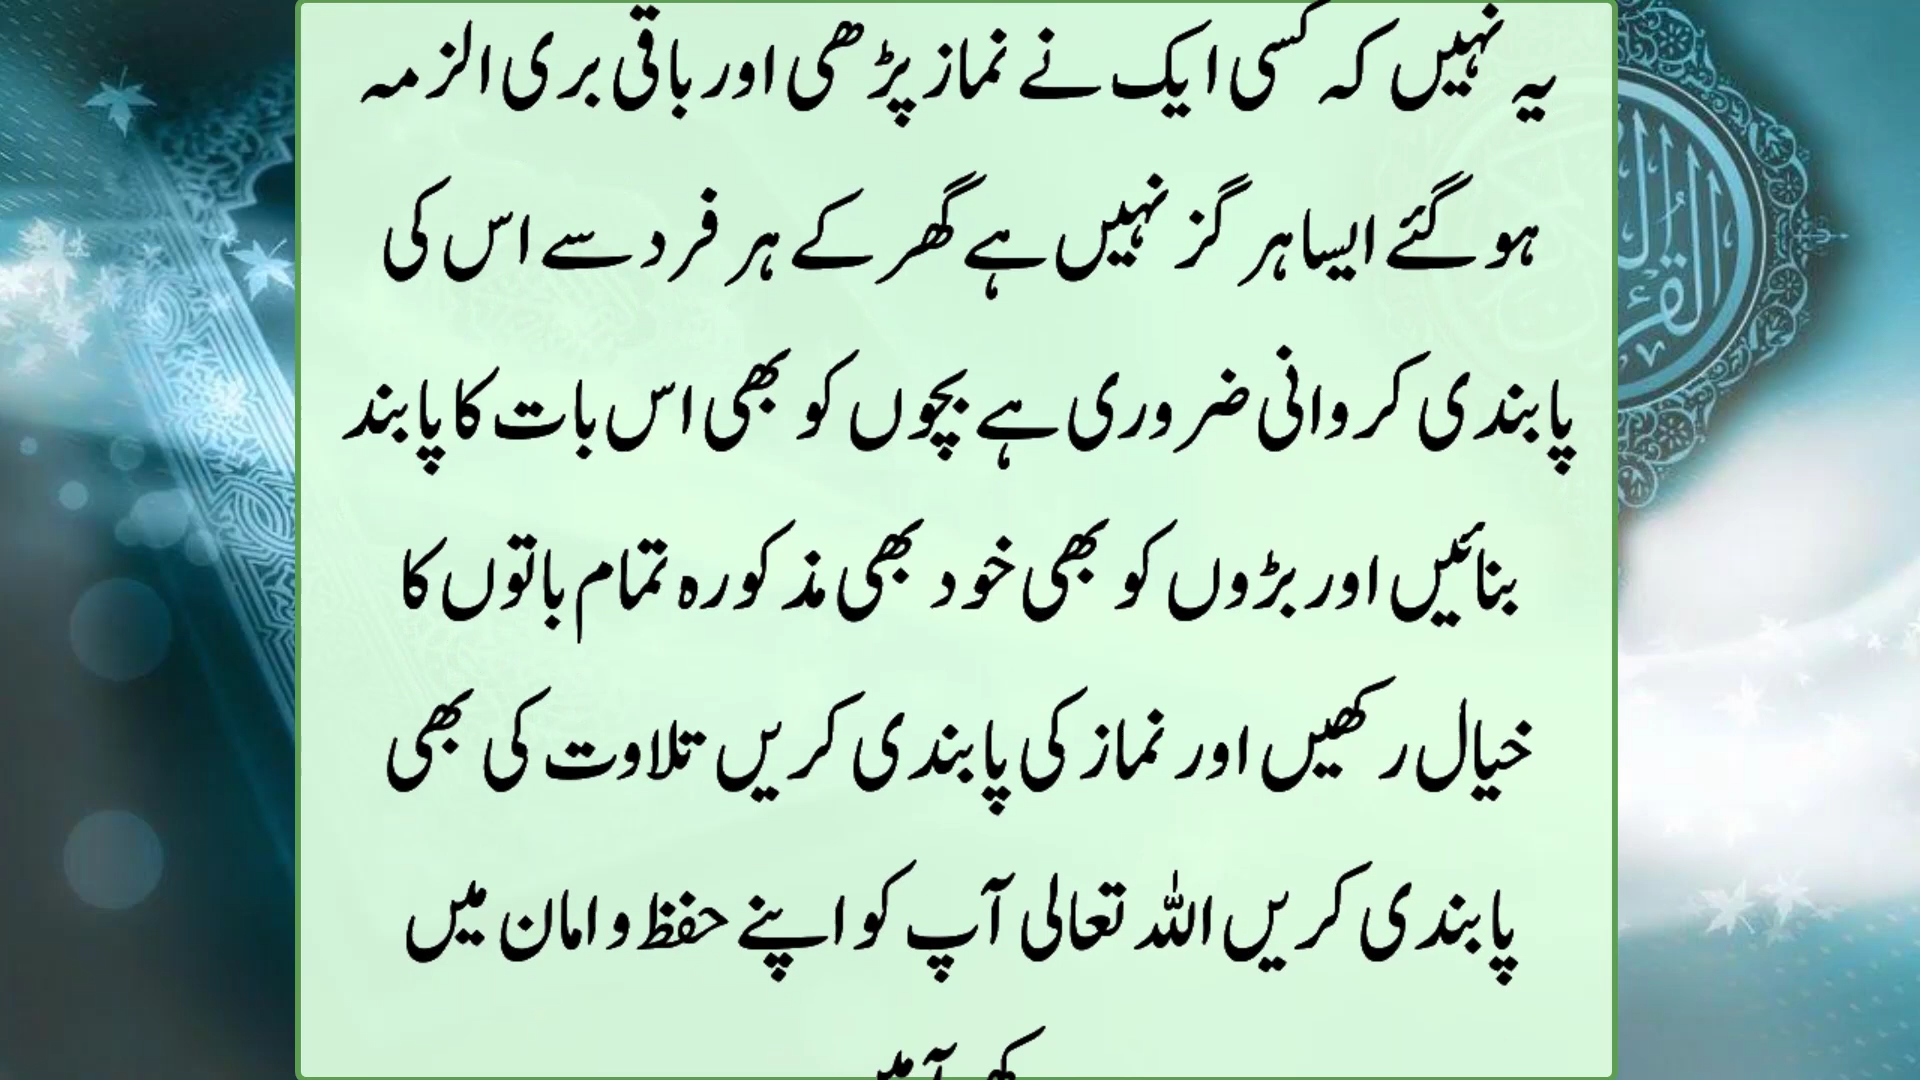 یہ نہیں کہ کسی ایک نے نماز پڑھی اور باقی بری الزمہ
ہوگئے ایسا ہرگز نہیں ہے گھر کے ہر فرد سے اس کی
پابندی کروانی ضروری ہے بچوں کو بھی اس بات کا پابند
بنائیں اور بڑوں کو بھی خود بھی مذکورہ تمام باتوں کا
خیال رکھیں اور نماز کی پابندی کریں تلاوت کی بھی
پابندی کریں اللہ تعالی آپ کو اپنے حفظ و امان میں